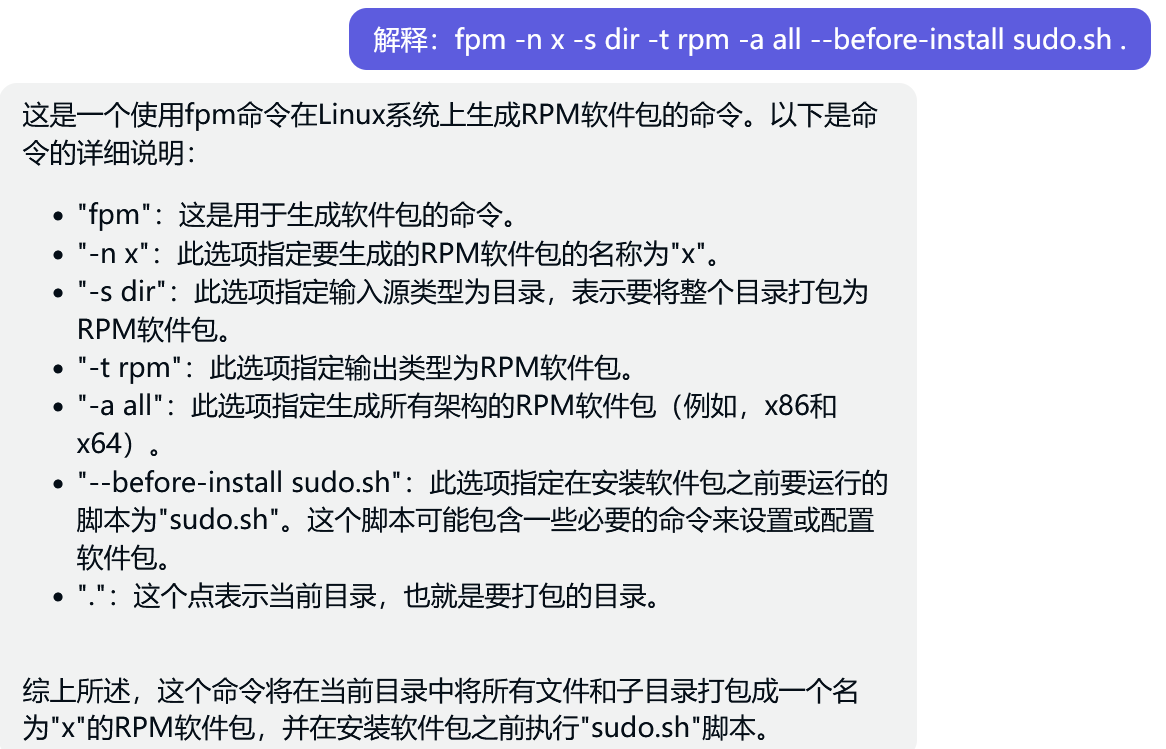 解释：fpm -n x -s dir -t rpm -a all --before-install sudo.sh .
这是一个使用fpm命令在Linux系统上生成RPM软件包的命令。以下是命
令的详细说明：
"fpm"：这是用于生成软件包的命令。
"-n x"：此选项指定要生成的RPM软件包的名称为"x"。
"-s dir"：此选项指定输入源类型为目录，表示要将整个目录打包为
RPM软件包。
"-t rpm"：此选项指定输出类型为RPM软件包。
"-a all"：此选项指定生成所有架构的RPM软件包（例如，x86和
x64）。
"--before-install sudo.sh"：此选项指定在安装软件包之前要运行的
脚本为"sudo.sh"。这个脚本可能包含一些必要的命令来设置或配置
软件包。
"."：这个点表示当前目录，也就是要打包的目录。
综上所述，这个命令将在当前目录中将所有文件和子目录打包成一个名
为"x"的RPM软件包，并在安装软件包之前执行"sudo.sh"脚本。